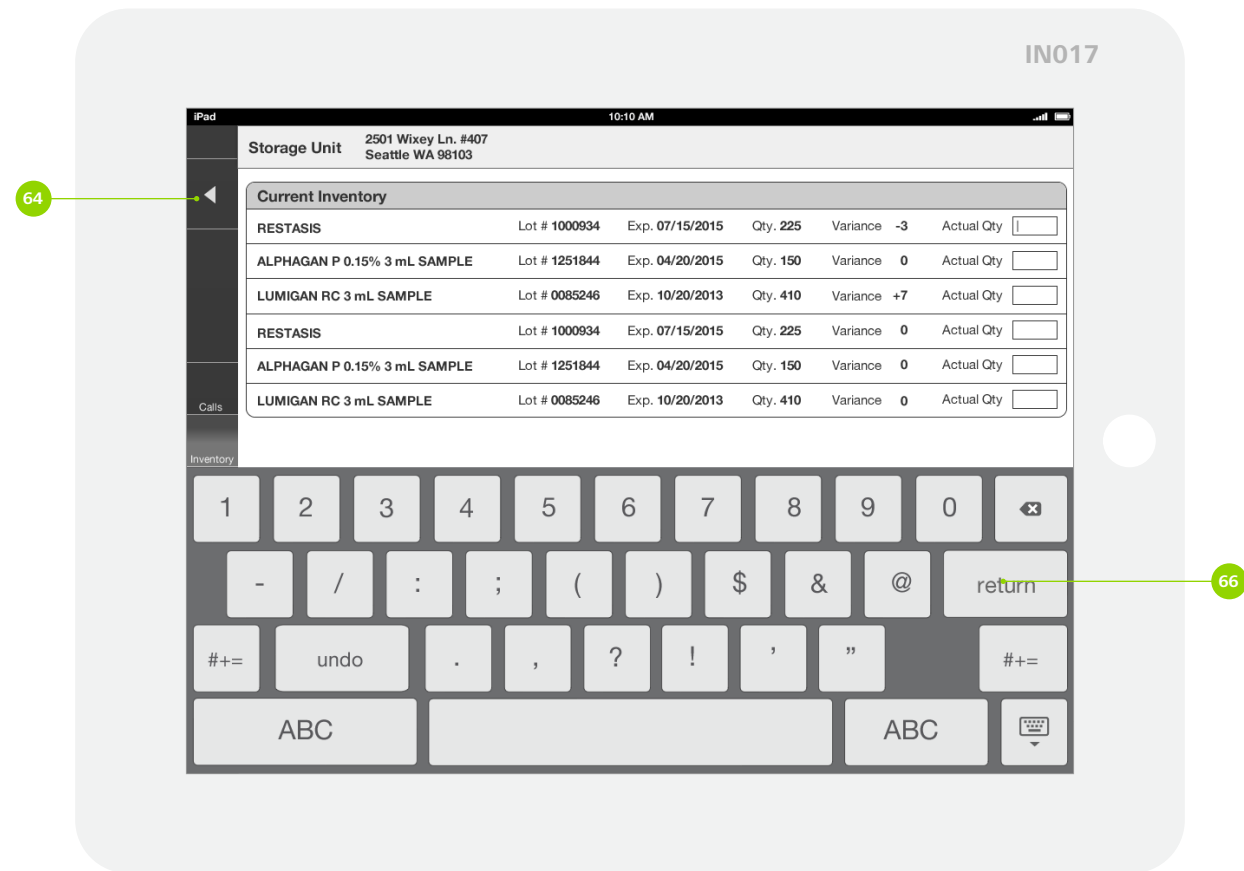 IN017
iPad 10:10 AM
Storage Unit 2501 Wixey Ln. #407
Seattle WA 98103
64
Current Inventory
RESTASIS Lot # 1000934 Exp. 07/15/2015 Qty. 225 Variance -3 Actual Qty
ALPHAGAN P 0.15% 3 mL SAMPLE Lot # 1251844 Exp. 04/20/2015 Qty. 150 Variance 0 Actual Qty
LUMIGAN RC 3 mL SAMPLE Lot # 0085246 Exp. 10/20/2013 Qty. 410 Variance +7 Actual Qty
RESTASIS Lot # 1000934 Exp. 07/15/2015 Qty. 225 Variance 0 Actual Qty
ALPHAGAN P 0.15% 3 mL SAMPLE Lot # 1251844 Exp. 04/20/2015 Qty. 150 Variance 0 Actual Qty
LUMIGAN RC 3 mL SAMPLE Lot # 0085246 Exp. 10/20/2013 Qty. 410 Variance 0 Actual Qty
Calls
Inventory
1 2 3 4 5 6 7 8 9 0
- / : ; ( ) $ & @ return
66
#+= undo . , ? ! ’ ” #+=
ABC ABC